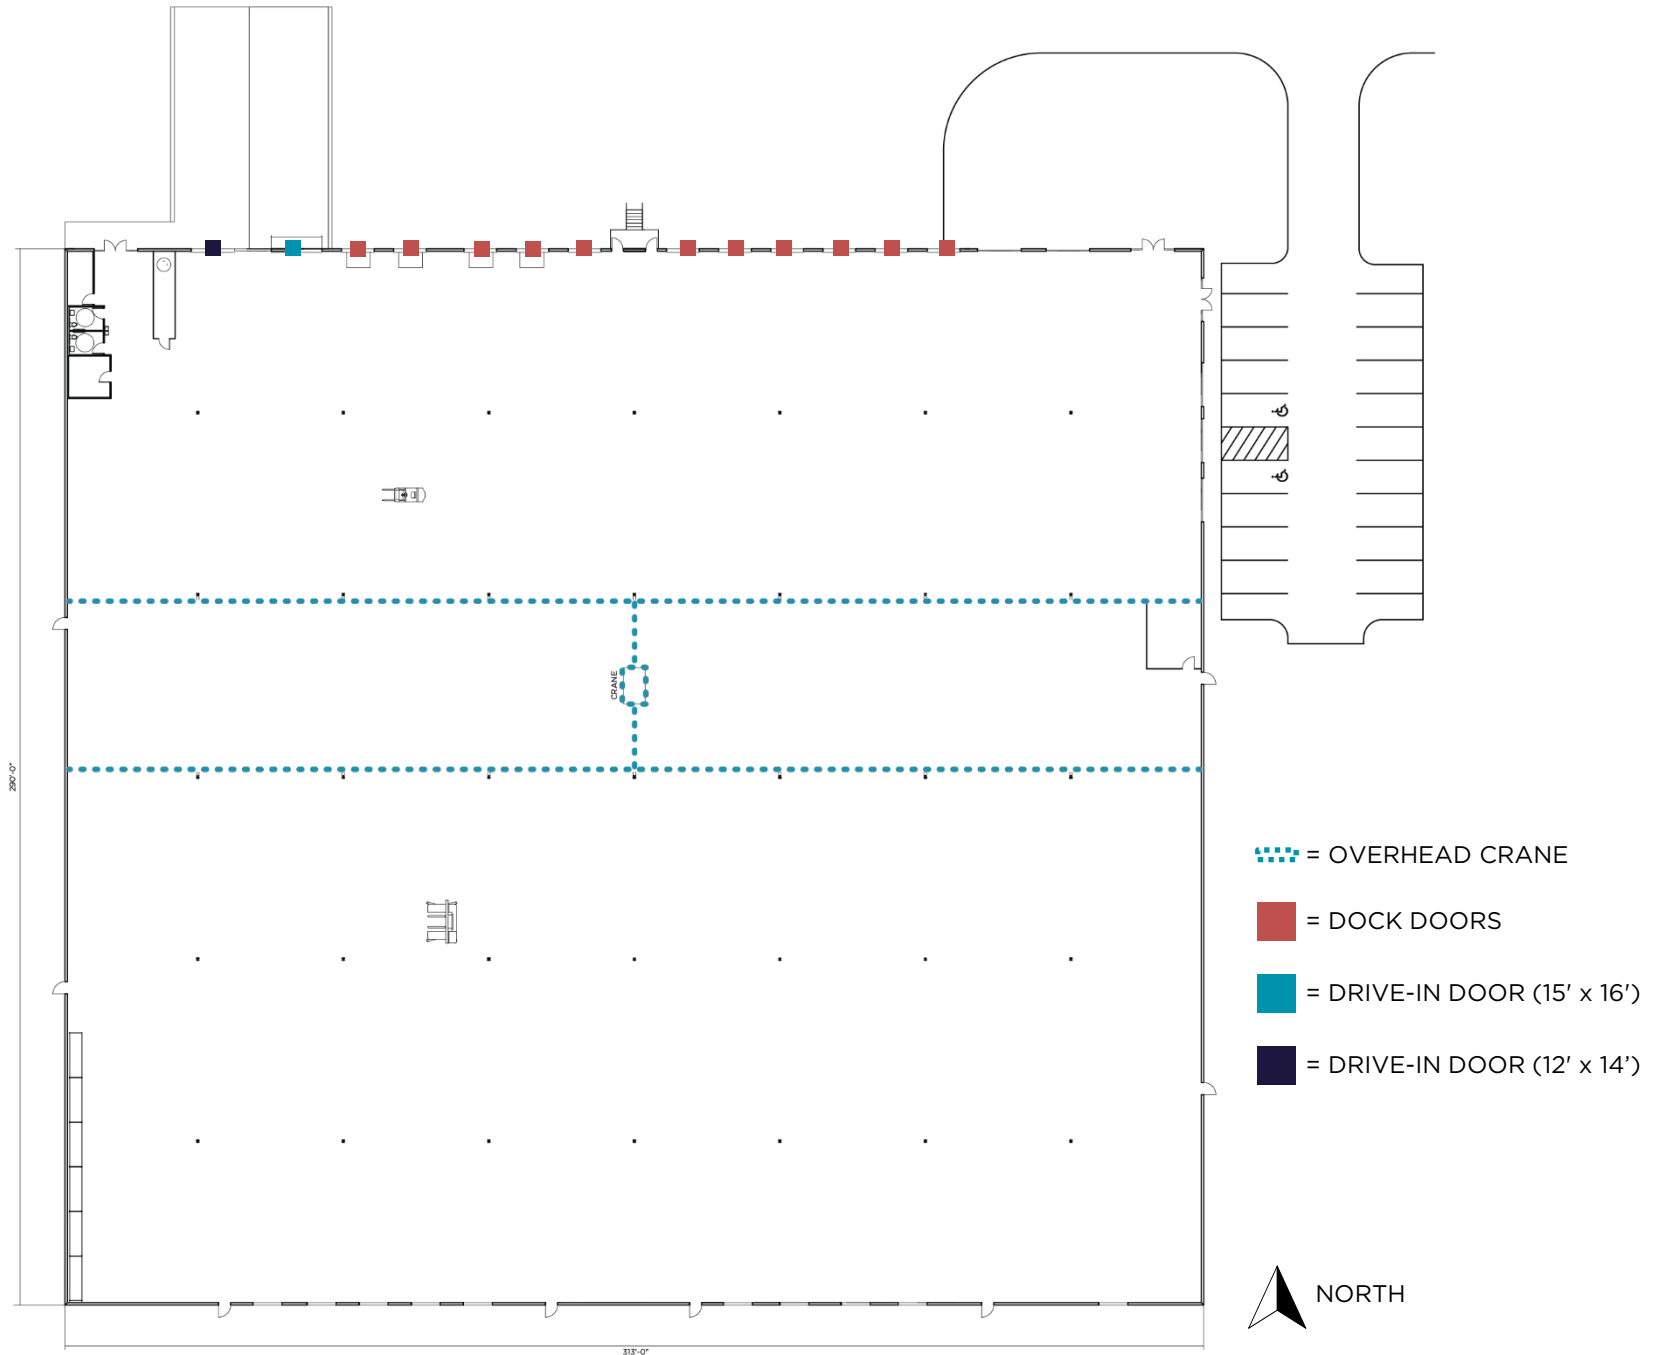 CRANE
290'-0"
= OVERHEAD CRANE
= DOCK DOORS
= DRIVE-IN DOOR (15' x 16')
= DRIVE-IN DOOR (12' x 14’)
NORTH
313'-0"